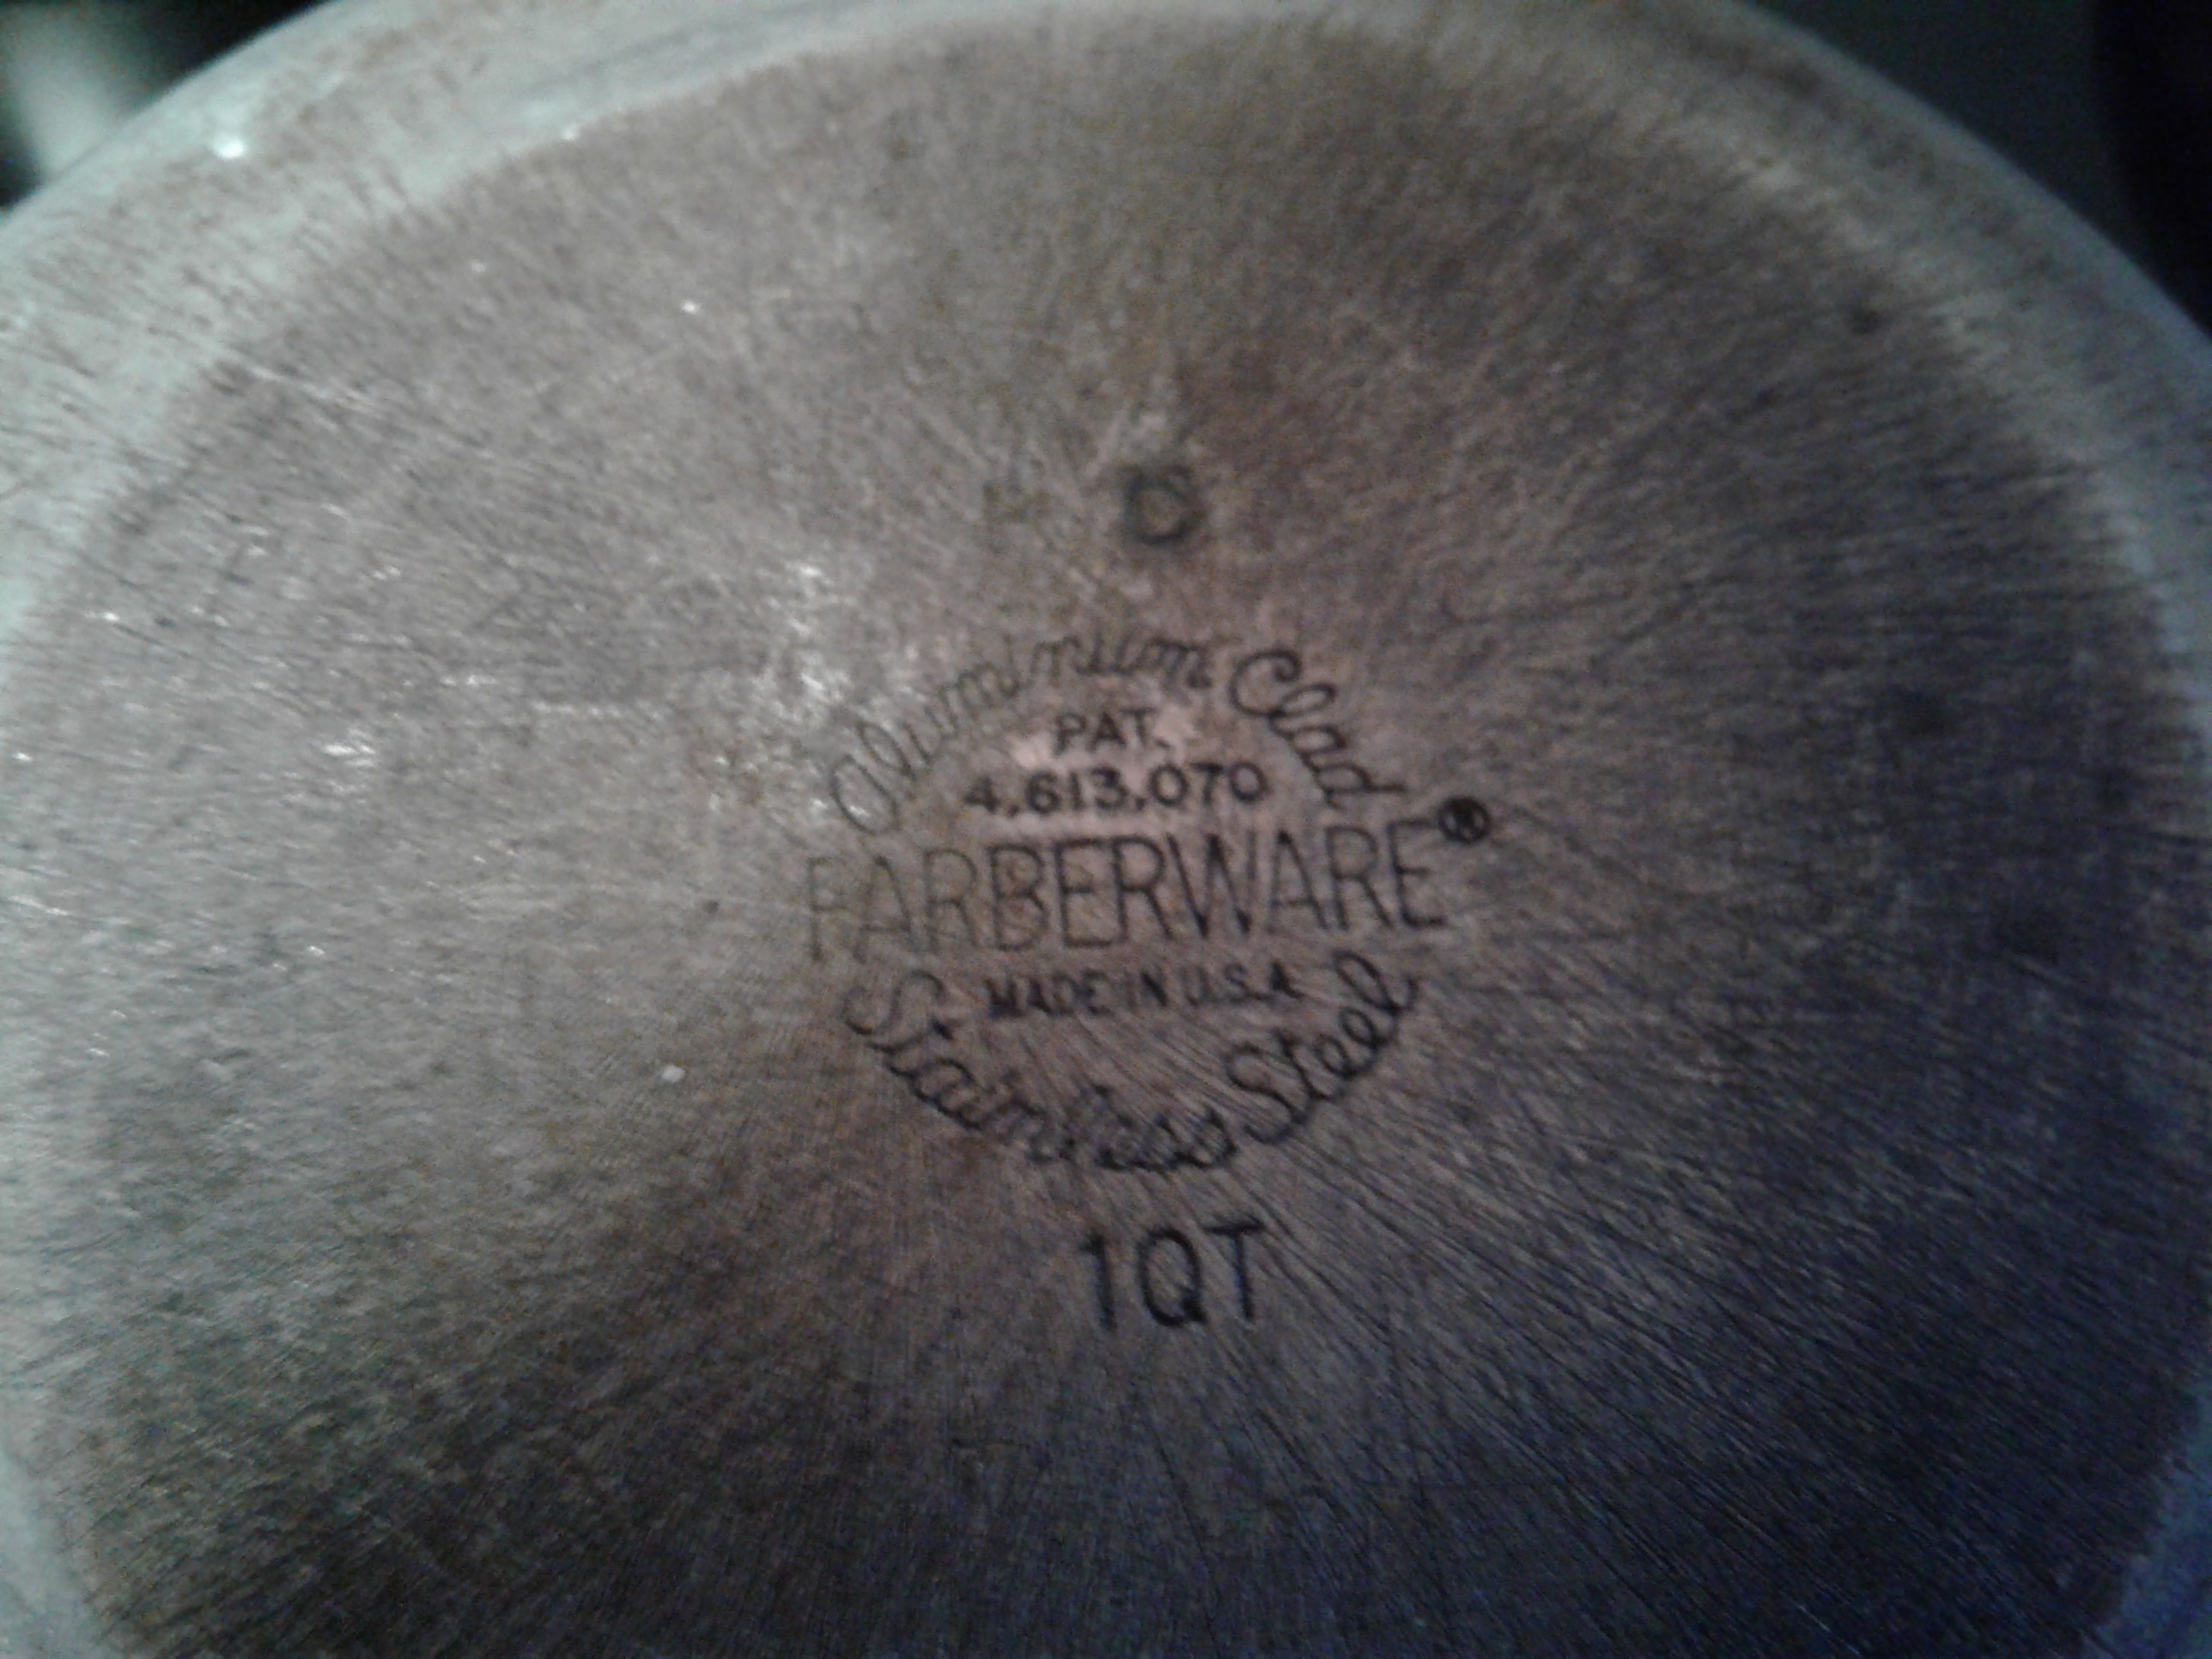 C
Aluminum Clad
PAT.
4,613,070
FARBERWARE®
MADE IN U.S.A.
Stainless Steel
1QT